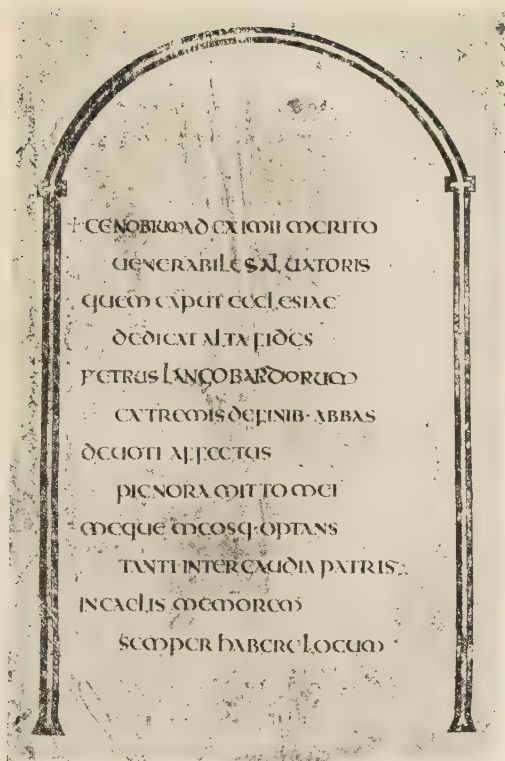 + CENOBIUM AD EXIMII MERITO
UENERABILE SALUATORIS
QUEM CAPUT ECCLESIAE
DEDICAT ALTA FIDES
PETRUS LANGOBARDORUM
EXTREMIS DE FINIB· ABBAS
DEUOTI AFFECTUS
PIGNORA MITTO MEI
MEQUE MEOSQ· OPTANS
TANTI INTER GAUDIA PATRIS
IN CAELIS MEMOREM
SEMPER HABERE LOCUM